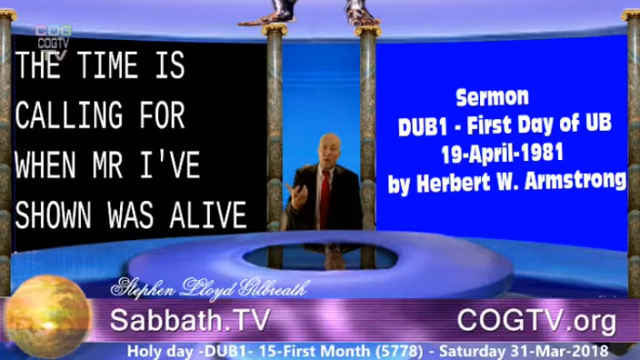 COGTV
TV
THE TIME IS
CALLING FOR
WHEN MR I'VE
SHOWN WAS ALIVE
Sermon
DUB1 - First Day of UB
19-April-1981
by Herbert W. Armstrong
Stephen Lloyd Gilbreath
Sabbath.TV
COGTV.org
Holy day -DUB1- 15-First Month (5778) - Saturday 31-Mar-2018